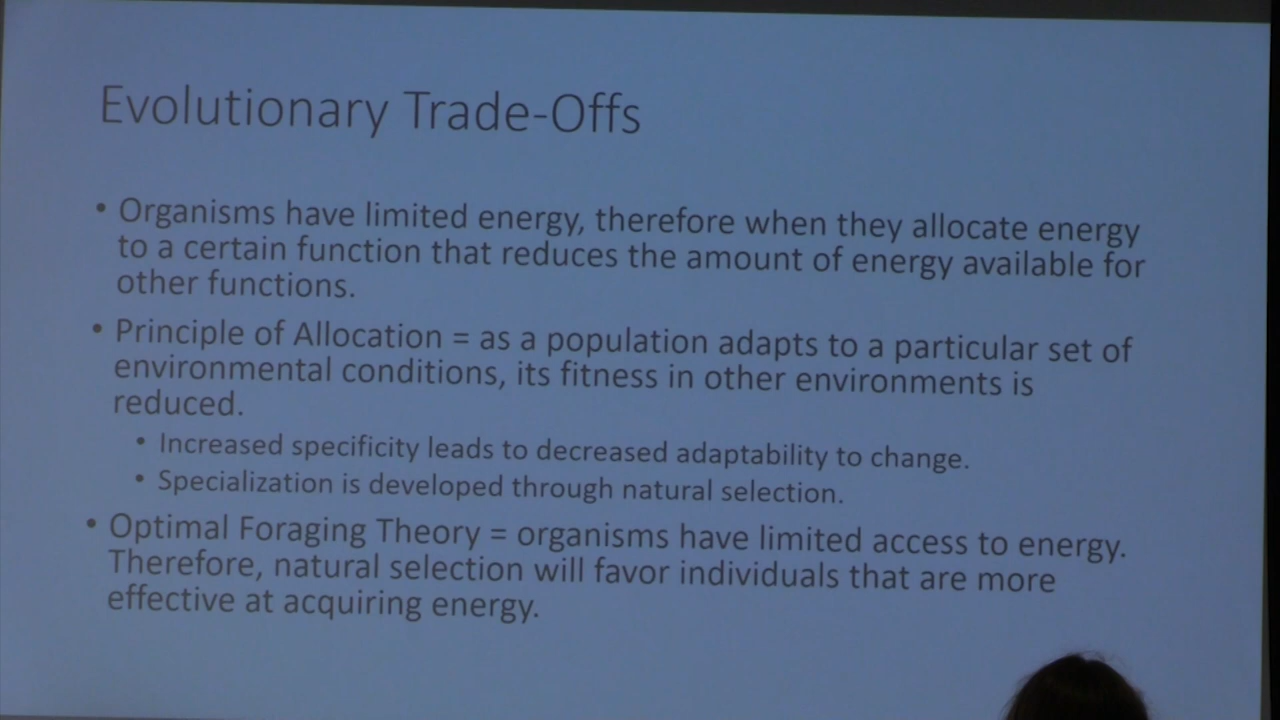 Evolutionary Trade-Offs
• Organisms have limited energy, therefore when they allocate energy
to a certain function that reduces the amount of energy available for
other functions.
• Principle of Allocation = as a population adapts to a particular set of
environmental conditions, its fitness in other environments is
reduced.
• Increased specificity leads to decreased adaptability to change.
• Specialization is developed through natural selection.
• Optimal Foraging Theory = organisms have limited access to energy.
Therefore, natural selection will favor individuals that are more
effective at acquiring energy.